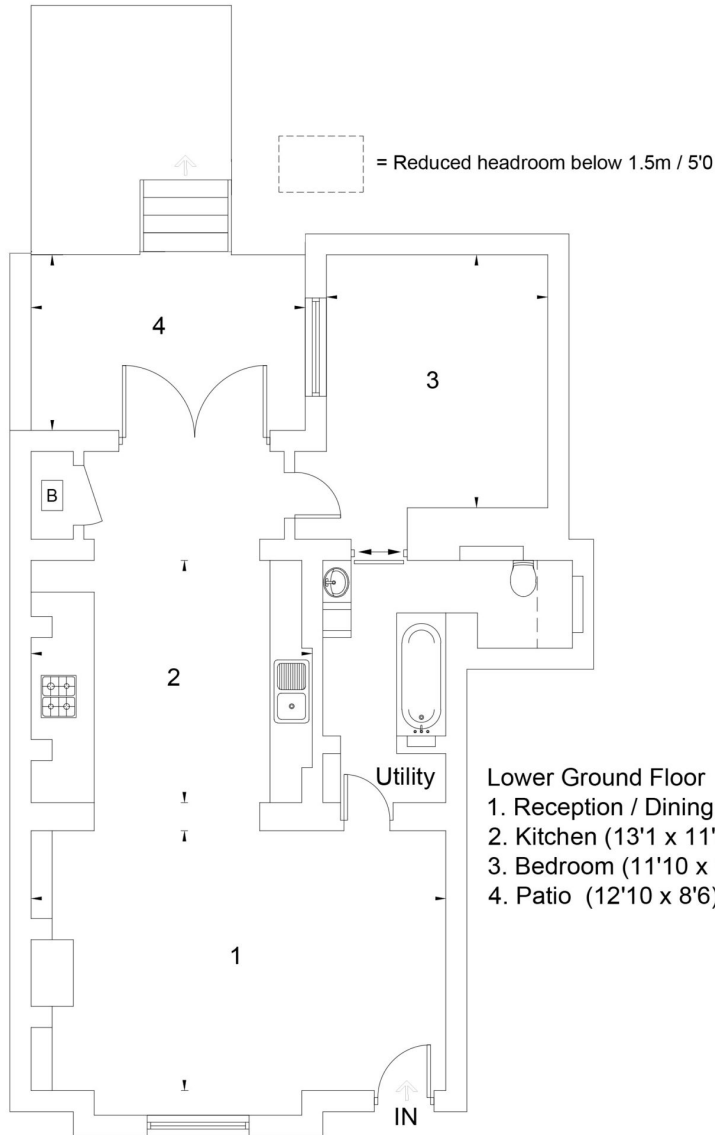 = Reduced headroom below 1.5m / 5'0
4
3
B
2
Utility
Lower Ground Floor
1. Reception / Dining
2. Kitchen (13'1 x 11'
3. Bedroom (11'10 x
4. Patio (12'10 x 8'6)
1
IN